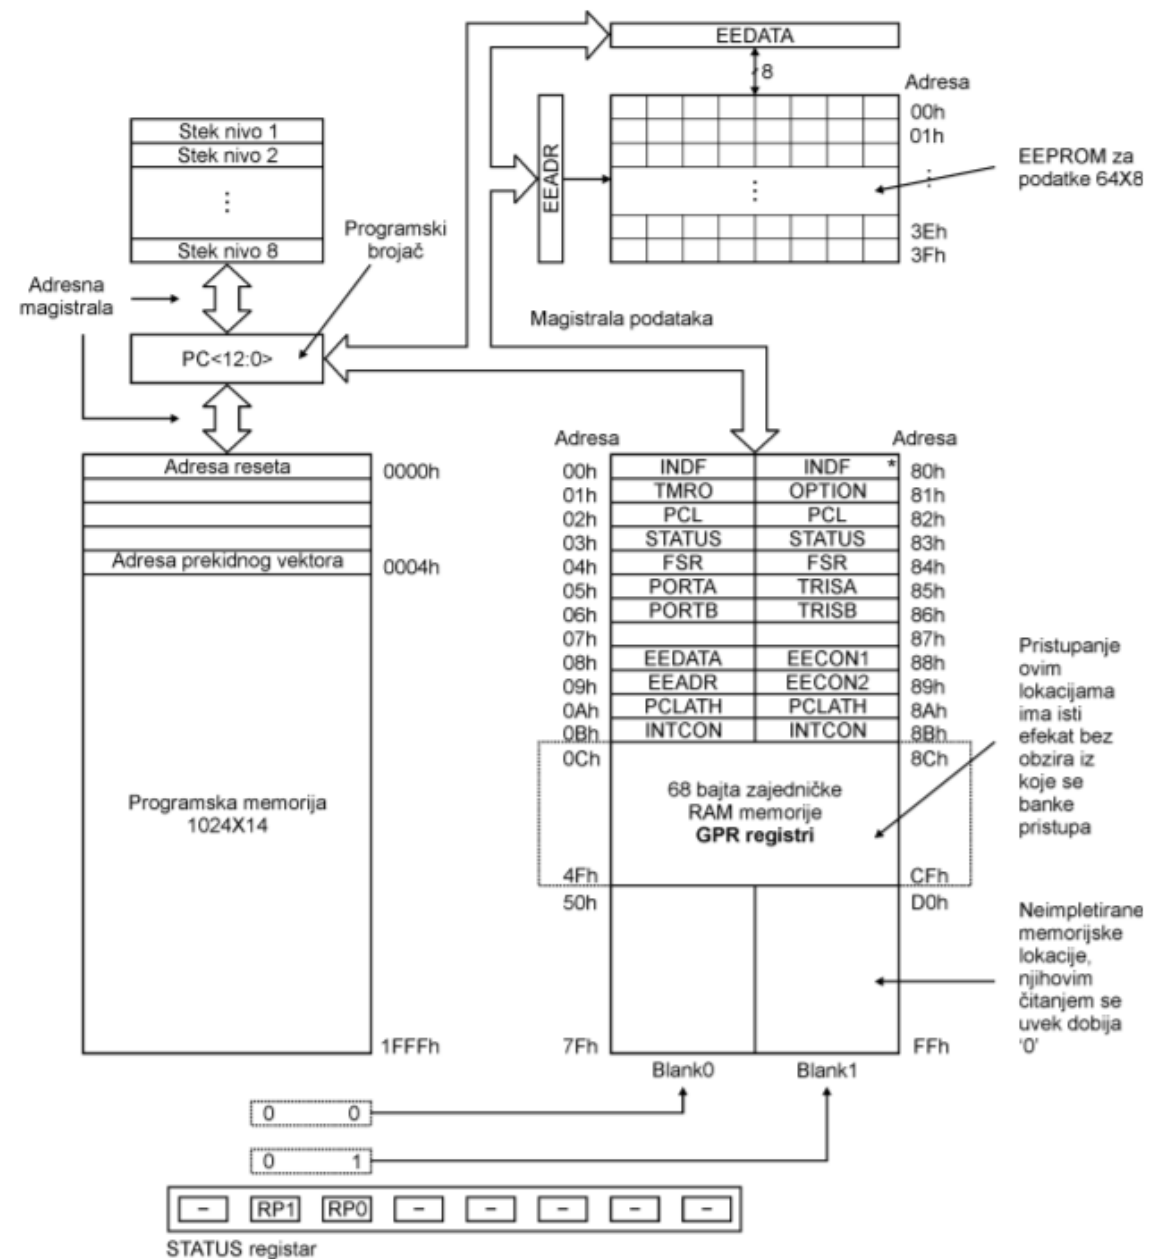 EEDATA
8
Adresa
00h
01h
⋮
3Eh
3Fh
EEADR
⋮
EEPROM za
podatke 64X8
Stek nivo 1
Stek nivo 2
⋮
Stek nivo 8
Programski
brojač
Adresna
magistrala
PC<12:0>
Magistrala podataka
Adresa reseta
0000h
Adresa prekidnog vektora
0004h
Programska memorija
1024X14
1FFFh
Adresa Adresa
00h INDF INDF * 80h
01h TMRO OPTION 81h
02h PCL PCL 82h
03h STATUS STATUS 83h
04h FSR FSR 84h
05h PORTA TRISA 85h
06h PORTB TRISB 86h
07h 87h
08h EEDATA EECON1 88h
09h EEADR EECON2 89h
0Ah PCLATH PCLATH 8Ah
0Bh INTCON INTCON 8Bh
0Ch 8Ch
68 bajta zajedničke
RAM memorije
GPR registri
4Fh CFh
50h D0h
7Fh FFh
Blank0 Blank1
Pristupanje
ovim
lokacijama
ima isti
efekat bez
obzira iz
koje se
banke
pristupa
Neimpletirane
memorijske
lokacije,
njihovim
čitanjem se
uvek dobija
'0'
0 0
0 1
– RP1 RP0 – – – – –
STATUS registar